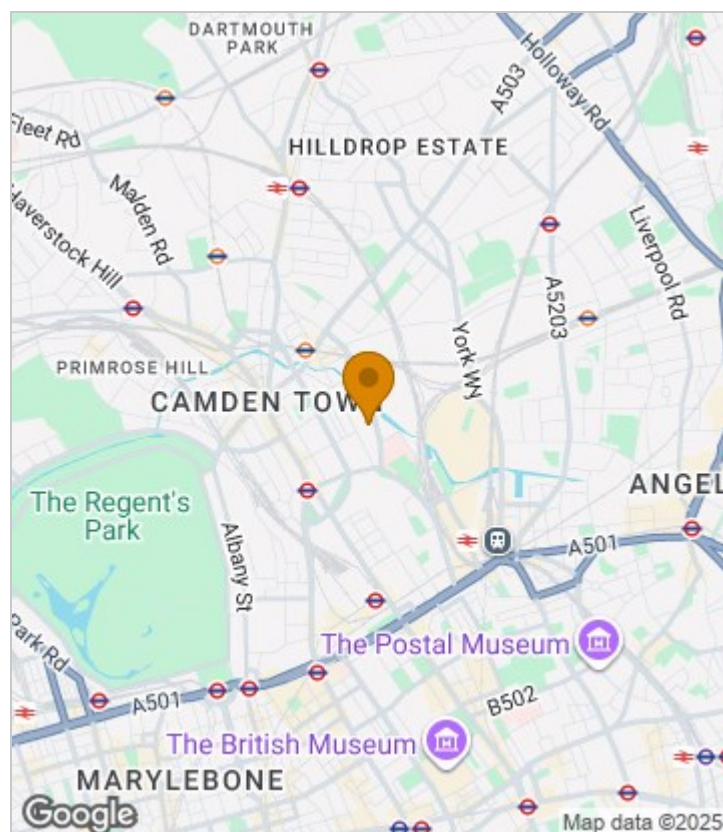 DARTMOUTH
PARK
A503
Holloway Rd
Fleet Rd
HILLDROP ESTATE
Malden Rd
Haverstock Hill
Liverpool Rd
A5203
York Wy
PRIMROSE HILL
CAMDEN TOW
ANGEL
The Regent's
Park
Albany St
A501
The Postal Museum
Park Rd
A501
B502
The British Museum
MARYLEBONE
Google
Map data ©2025